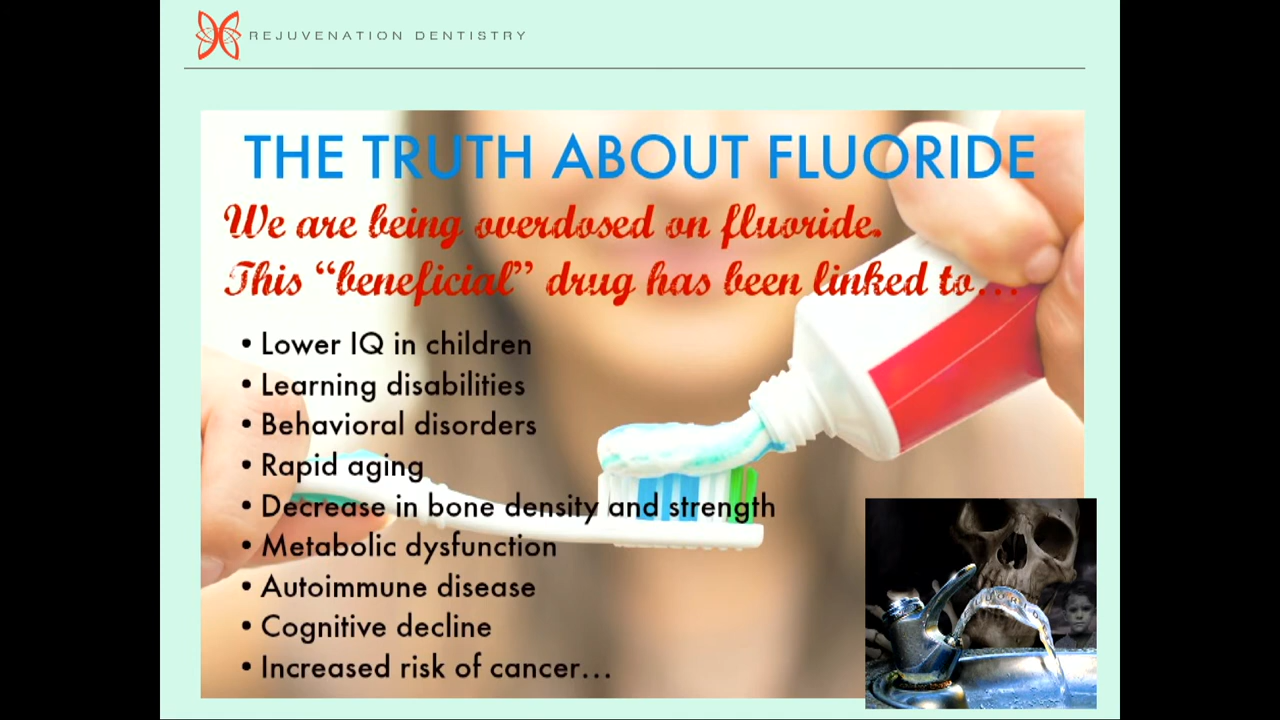 REJUVENATION DENTISTRY
THE TRUTH ABOUT FLUORIDE
We are being overdosed on fluoride.
This “beneficial” drug has been linked to...
• Lower IQ in children
• Learning disabilities
• Behavioral disorders
• Rapid aging
• Decrease in bone density and strength
• Metabolic dysfunction
• Autoimmune disease
• Cognitive decline
• Increased risk of cancer...